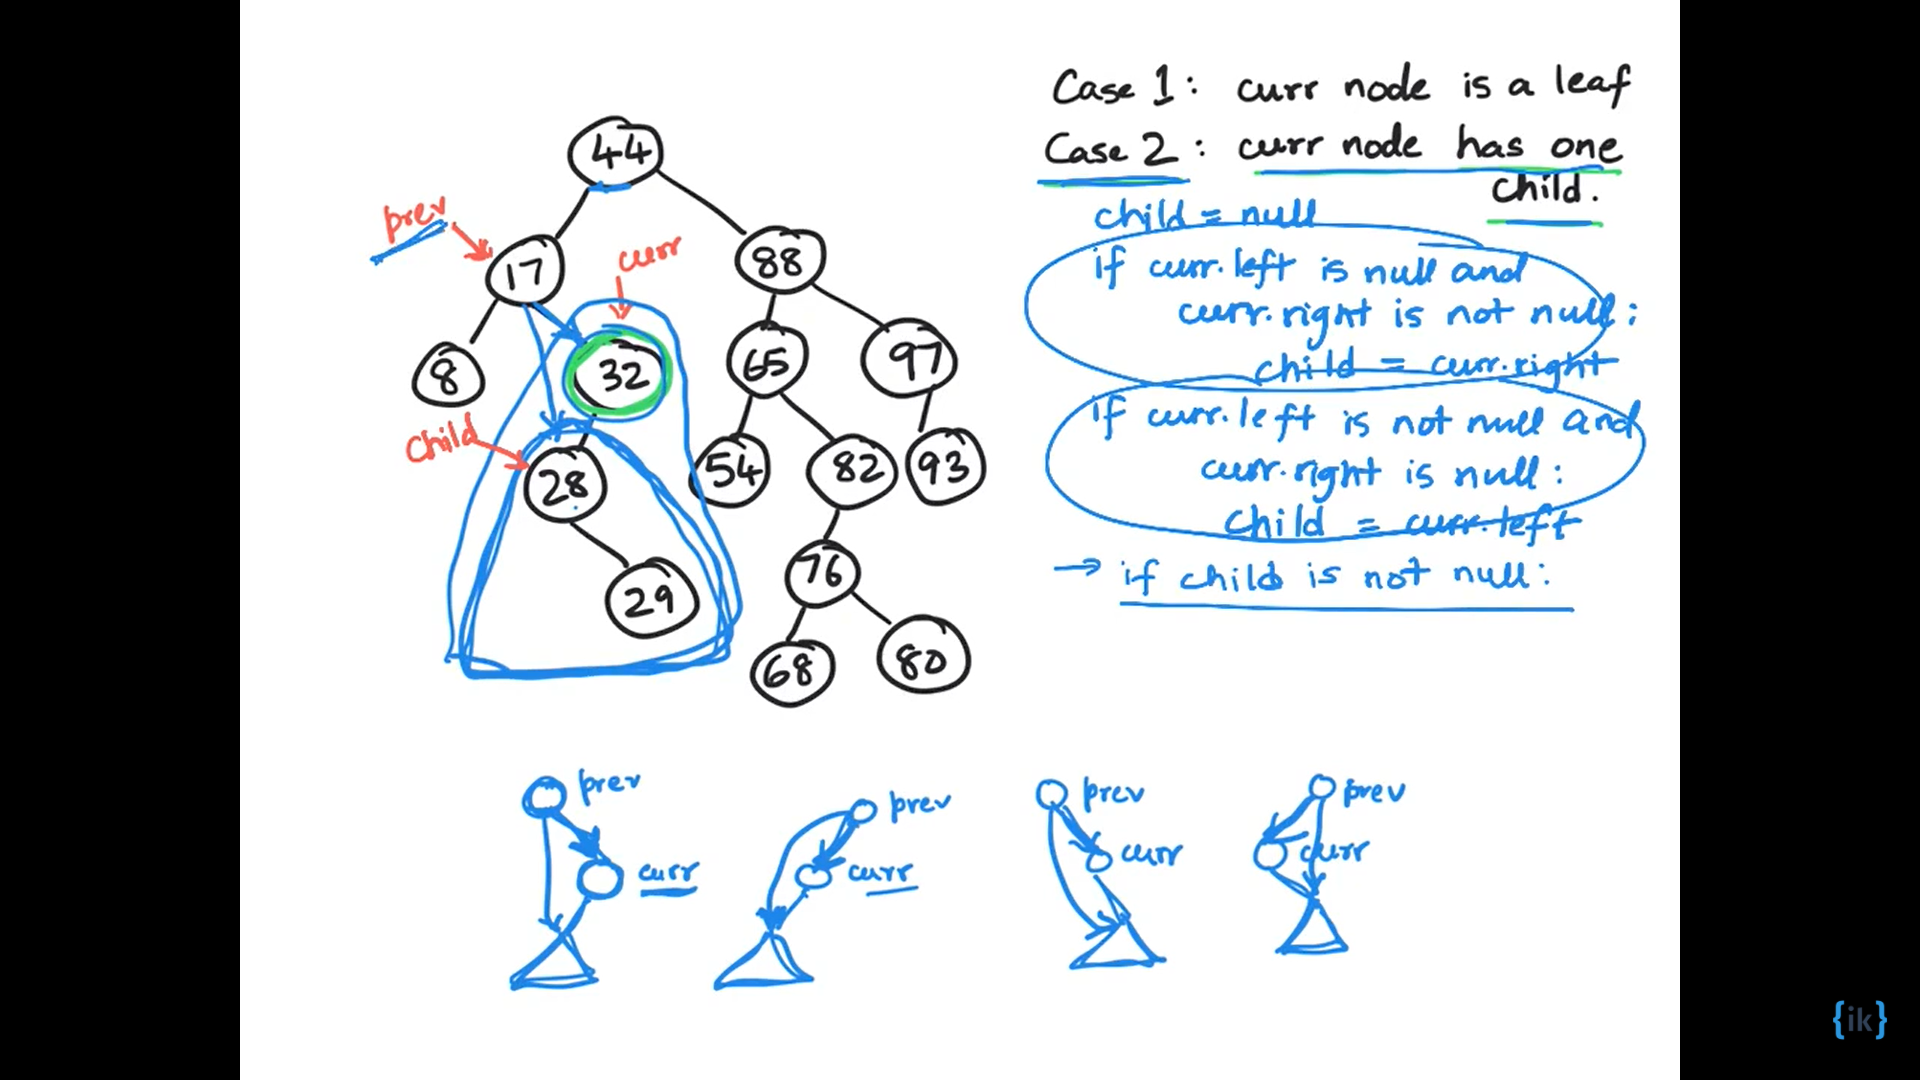 Case 1: curr node is a leaf
Case 2: curr node has one
child.
child = null
if curr.left is null and
curr.right is not null:
child = curr.right
if curr.left is not null and
curr.right is null:
child = curr.left
→ if child is not null:
44
prev
17
curr
88
8
32
65
97
child
28
54
82
93
29
76
68
80
prev
curr
prev
curr
prev
curr
prev
curr
{ik}